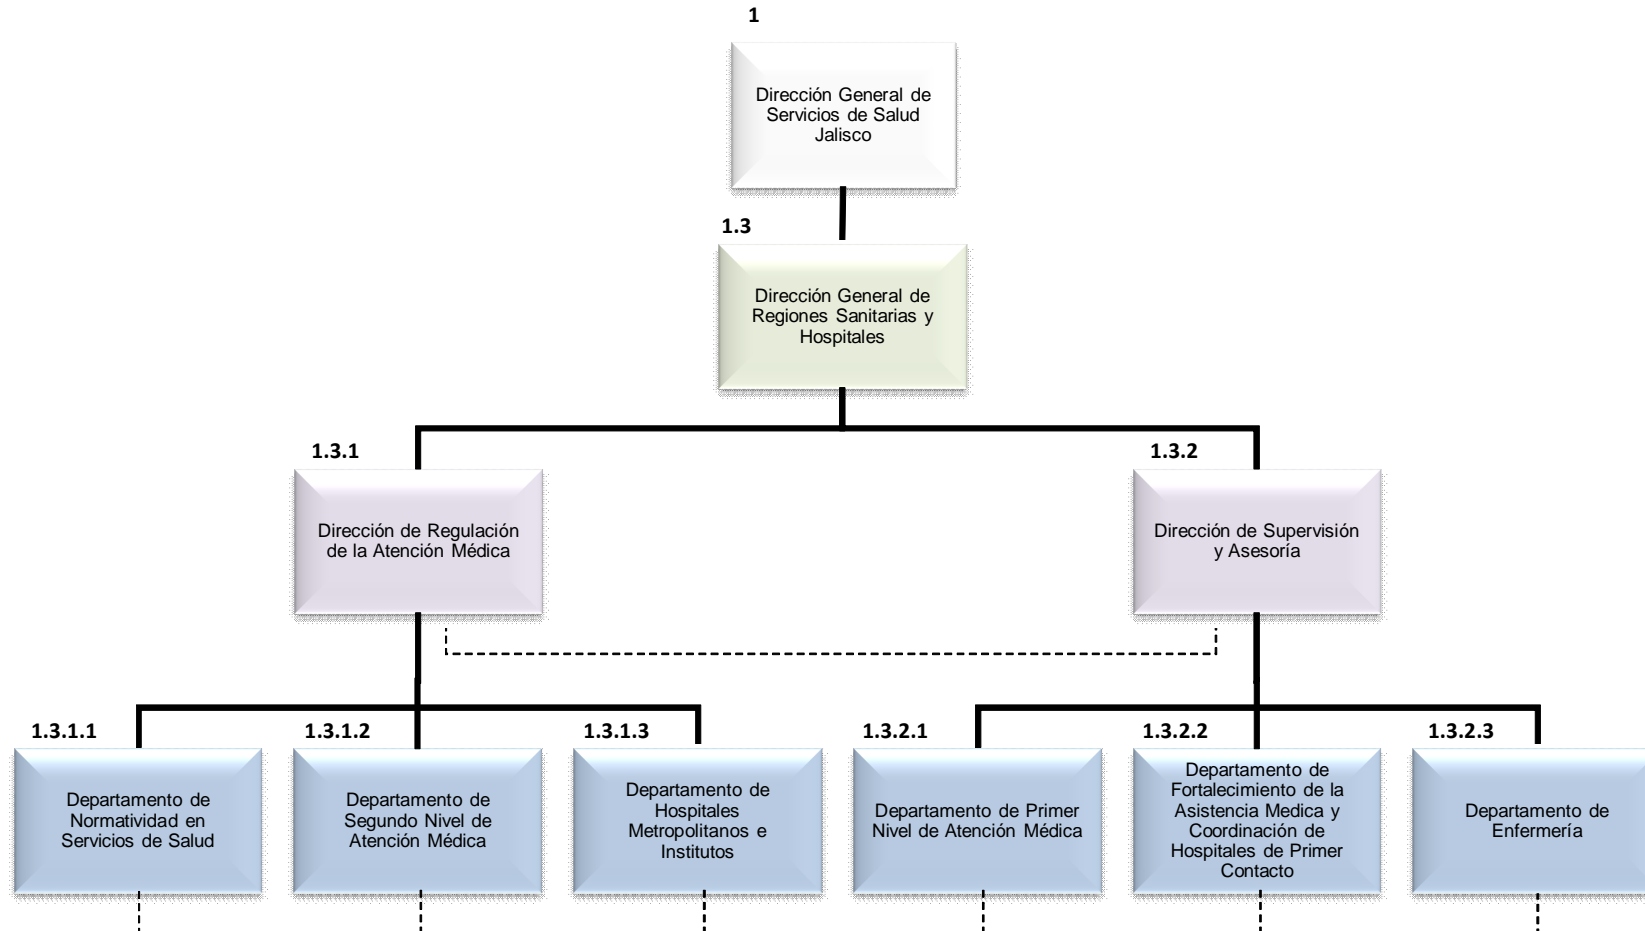 1
Dirección General de
Servicios de Salud
Jalisco
1.3
Dirección General de
Regiones Sanitarias y
Hospitales
1.3.1
Dirección de Regulación
de la Atención Médica
1.3.2
Dirección de Supervisión
y Asesoría
1.3.1.1
Departamento de
Normatividad en
Servicios de Salud
1.3.1.2
Departamento de
Segundo Nivel de
Atención Médica
1.3.1.3
Departamento de
Hospitales
Metropolitanos e
Institutos
1.3.2.1
Departamento de Primer
Nivel de Atención Médica
1.3.2.2
Departamento de
Fortalecimiento de la
Asistencia Medica y
Coordinación de
Hospitales de Primer
Contacto
1.3.2.3
Departamento de
Enfermería